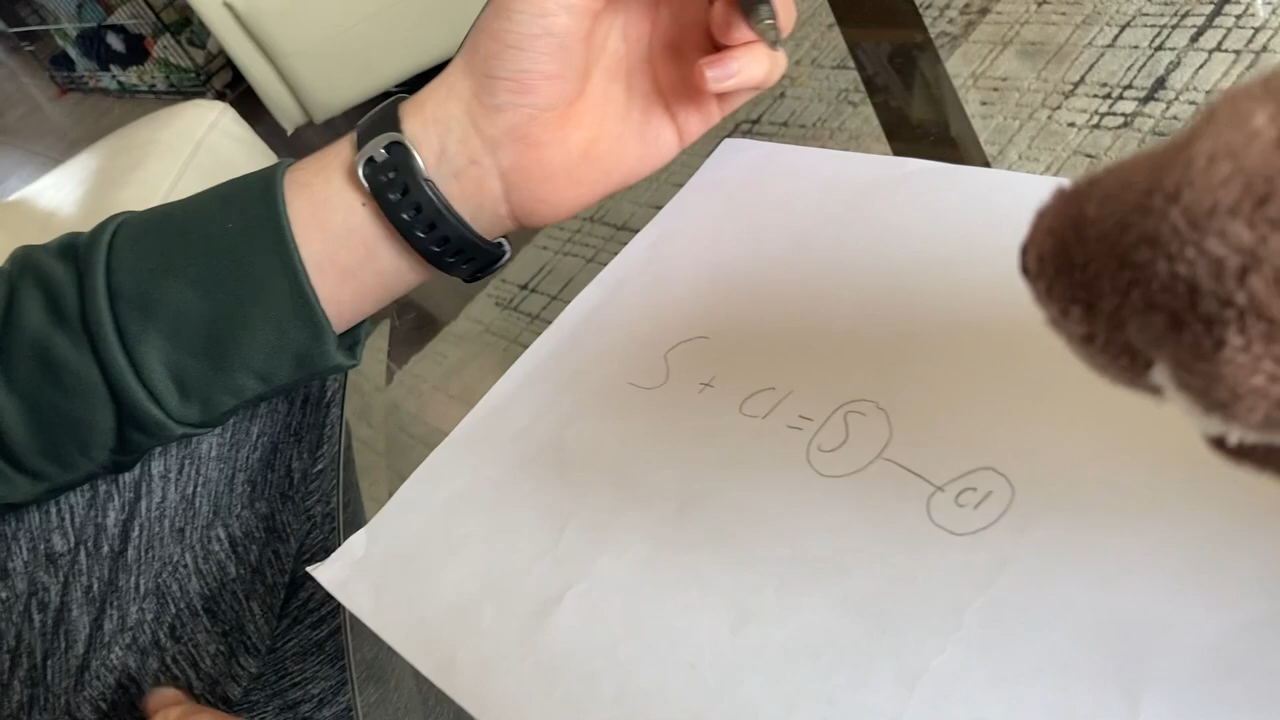 S + Cl = S Cl